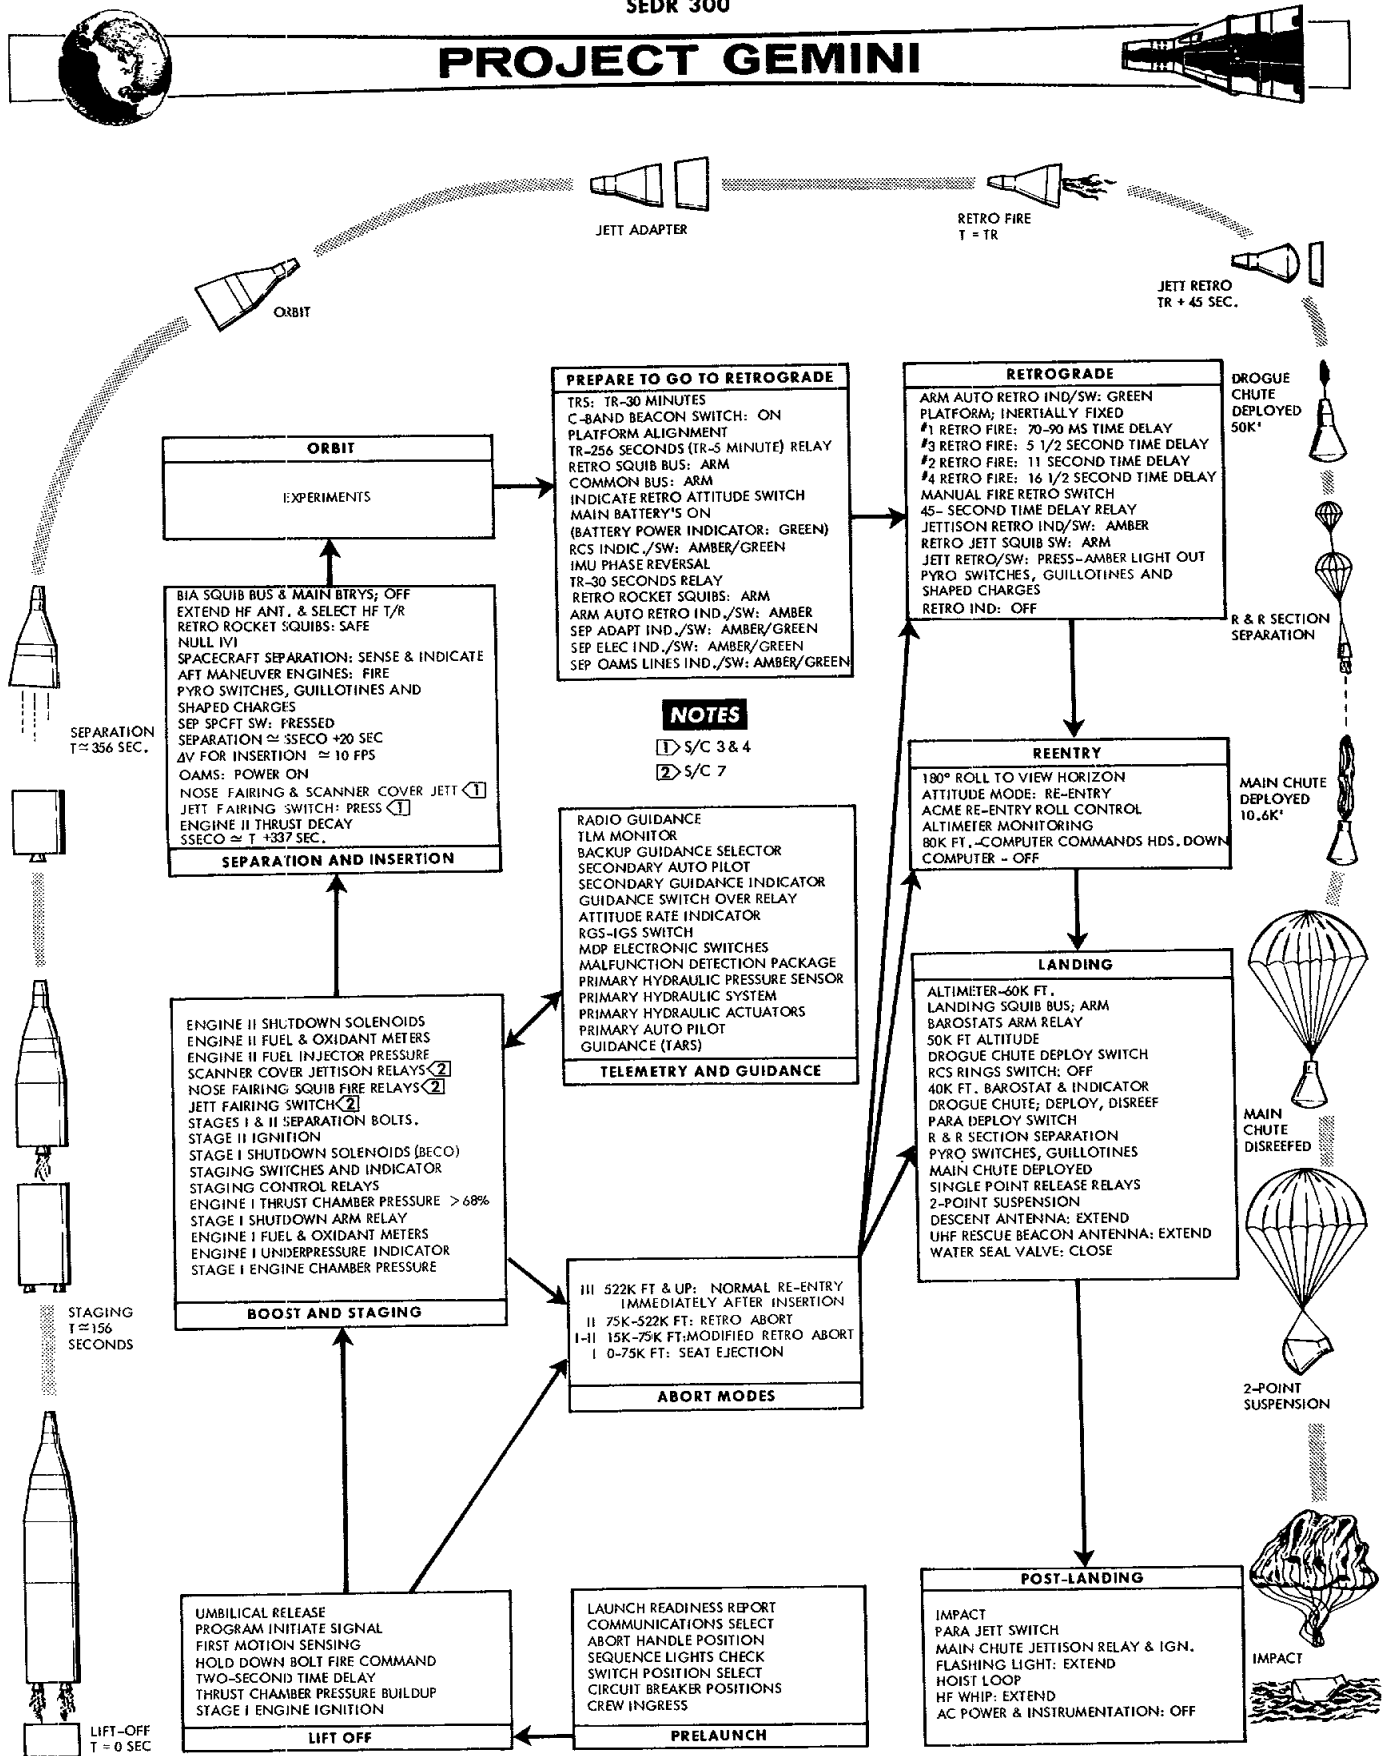 SEDR 300
PROJECT GEMINI
JETT ADAPTER
RETRO FIRE
T = TR
ORBIT
JETT RETRO
TR + 45 SEC.
DROGUE
CHUTE
DEPLOYED
50K'
R & R SECTION
SEPARATION
MAIN CHUTE
DEPLOYED
10.6K'
MAIN
CHUTE
DISREEFED
2-POINT
SUSPENSION
IMPACT
SEPARATION
T≃356 SEC.
STAGING
T≃156
SECONDS
LIFT-OFF
T = 0 SEC
ORBIT
EXPERIMENTS
PREPARE TO GO TO RETROGRADE
TRS: TR-30 MINUTES
C-BAND BEACON SWITCH: ON
PLATFORM ALIGNMENT
TR-256 SECONDS (TR-5 MINUTE) RELAY
RETRO SQUIB BUS: ARM
COMMON BUS: ARM
INDICATE RETRO ATTITUDE SWITCH
MAIN BATTERY'S ON
(BATTERY POWER INDICATOR: GREEN)
RCS INDIC./SW: AMBER/GREEN
IMU PHASE REVERSAL
TR-30 SECONDS RELAY
RETRO ROCKET SQUIBS: ARM
ARM AUTO RETRO IND./SW: AMBER
SEP ADAPT IND./SW: AMBER/GREEN
SEP ELEC IND./SW: AMBER/GREEN
SEP OAMS LINES IND./SW: AMBER/GREEN
RETROGRADE
ARM AUTO RETRO IND/SW: GREEN
PLATFORM; INERTIALLY FIXED
#1 RETRO FIRE: 70-90 MS TIME DELAY
#3 RETRO FIRE: 5 1/2 SECOND TIME DELAY
#2 RETRO FIRE: 11 SECOND TIME DELAY
#4 RETRO FIRE: 16 1/2 SECOND TIME DELAY
MANUAL FIRE RETRO SWITCH
45- SECOND TIME DELAY RELAY
JETTISON RETRO IND/SW: AMBER
RETRO JETT SQUIB SW: ARM
JETT RETRO/SW: PRESS-AMBER LIGHT OUT
PYRO SWITCHES, GUILLOTINES AND
SHAPED CHARGES
RETRO IND: OFF
BIA SQUIB BUS & MAIN BTRYS; OFF
EXTEND HF ANT. & SELECT HF T/R
RETRO ROCKET SQUIBS: SAFE
NULL IVI
SPACECRAFT SEPARATION: SENSE & INDICATE
AFT MANEUVER ENGINES: FIRE
PYRO SWITCHES, GUILLOTINES AND
SHAPED CHARGES
SEP SPCFT SW: PRESSED
SEPARATION ≃ SSECO +20 SEC
ΔV FOR INSERTION ≃ 10 FPS
OAMS: POWER ON
NOSE FAIRING & SCANNER COVER JETT 1
JETT FAIRING SWITCH: PRESS 1
ENGINE II THRUST DECAY
SSECO ≃ T +337 SEC.
SEPARATION AND INSERTION
NOTES
1 S/C 3 & 4
2 S/C 7
REENTRY
180° ROLL TO VIEW HORIZON
ATTITUDE MODE: RE-ENTRY
ACME RE-ENTRY ROLL CONTROL
ALTIMETER MONITORING
80K FT.-COMPUTER COMMANDS HDS. DOWN
COMPUTER - OFF
RADIO GUIDANCE
TLM MONITOR
BACKUP GUIDANCE SELECTOR
SECONDARY AUTO PILOT
SECONDARY GUIDANCE INDICATOR
GUIDANCE SWITCH OVER RELAY
ATTITUDE RATE INDICATOR
RGS-IGS SWITCH
MDP ELECTRONIC SWITCHES
MALFUNCTION DETECTION PACKAGE
PRIMARY HYDRAULIC PRESSURE SENSOR
PRIMARY HYDRAULIC SYSTEM
PRIMARY HYDRAULIC ACTUATORS
PRIMARY AUTO PILOT
GUIDANCE (TARS)
TELEMETRY AND GUIDANCE
LANDING
ALTIMETER-60K FT.
LANDING SQUIB BUS; ARM
BAROSTATS ARM RELAY
50K FT ALTITUDE
DROGUE CHUTE DEPLOY SWITCH
RCS RINGS SWITCH: OFF
40K FT. BAROSTAT & INDICATOR
DROGUE CHUTE; DEPLOY, DISREEF
PARA DEPLOY SWITCH
R & R SECTION SEPARATION
PYRO SWITCHES, GUILLOTINES
MAIN CHUTE DEPLOYED
SINGLE POINT RELEASE RELAYS
2-POINT SUSPENSION
DESCENT ANTENNA: EXTEND
UHF RESCUE BEACON ANTENNA: EXTEND
WATER SEAL VALVE: CLOSE
ENGINE II SHUTDOWN SOLENOIDS
ENGINE II FUEL & OXIDANT METERS
ENGINE II FUEL INJECTOR PRESSURE
SCANNER COVER JETTISON RELAYS 2
NOSE FAIRING SQUIB FIRE RELAYS 2
JETT FAIRING SWITCH 2
STAGES I & II SEPARATION BOLTS.
STAGE II IGNITION
STAGE I SHUTDOWN SOLENOIDS (BECO)
STAGING SWITCHES AND INDICATOR
STAGING CONTROL RELAYS
ENGINE I THRUST CHAMBER PRESSURE >68%
STAGE I SHUTDOWN ARM RELAY
ENGINE I FUEL & OXIDANT METERS
ENGINE I UNDERPRESSURE INDICATOR
STAGE I ENGINE CHAMBER PRESSURE
BOOST AND STAGING
III 522K FT & UP: NORMAL RE-ENTRY
IMMEDIATELY AFTER INSERTION
II 75K-522K FT: RETRO ABORT
I-II 15K-75K FT:MODIFIED RETRO ABORT
I 0-75K FT: SEAT EJECTION
ABORT MODES
UMBILICAL RELEASE
PROGRAM INITIATE SIGNAL
FIRST MOTION SENSING
HOLD DOWN BOLT FIRE COMMAND
TWO-SECOND TIME DELAY
THRUST CHAMBER PRESSURE BUILDUP
STAGE I ENGINE IGNITION
LIFT OFF
LAUNCH READINESS REPORT
COMMUNICATIONS SELECT
ABORT HANDLE POSITION
SEQUENCE LIGHTS CHECK
SWITCH POSITION SELECT
CIRCUIT BREAKER POSITIONS
CREW INGRESS
PRELAUNCH
POST-LANDING
IMPACT
PARA JETT SWITCH
MAIN CHUTE JETTISON RELAY & IGN.
FLASHING LIGHT: EXTEND
HOIST LOOP
HF WHIP: EXTEND
AC POWER & INSTRUMENTATION: OFF